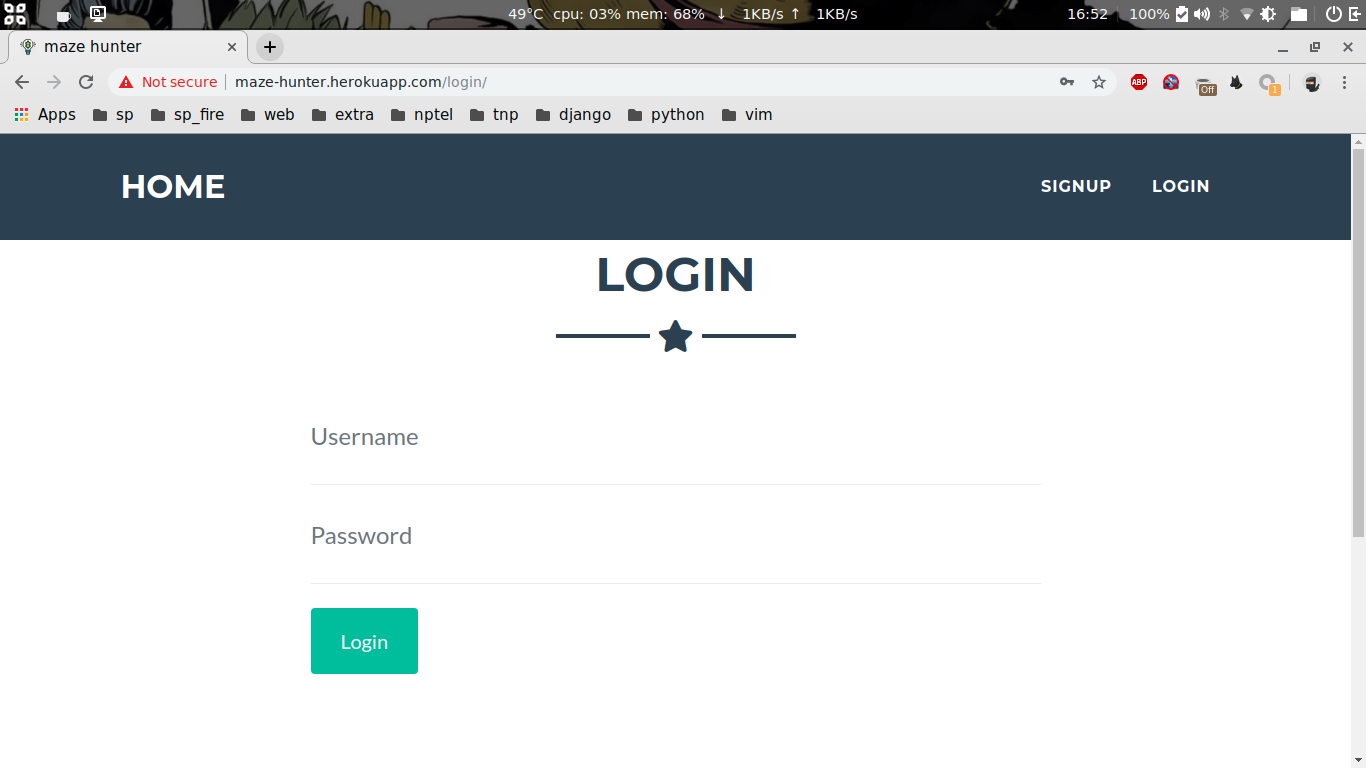 49°C cpu: 03% mem: 68% ↓ 1KB/s ↑ 1KB/s 16:52 100%
maze hunter
Not secure maze-hunter.herokuapp.com/login/ ABP Off 1
Apps sp sp_fire web extra nptel tnp django python vim
HOME SIGNUP LOGIN
LOGIN
Username
Password
Login